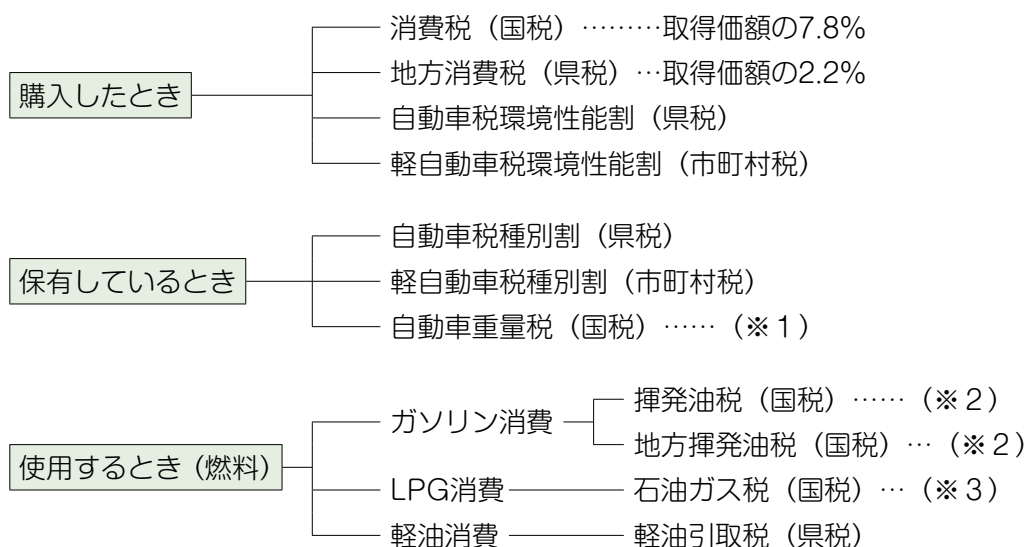 購入したとき
消費税（国税）………取得価額の7.8%
地方消費税（県税）…取得価額の2.2%
自動車税環境性能割（県税）
軽自動車税環境性能割（市町村税）
保有しているとき
自動車税種別割（県税）
軽自動車税種別割（市町村税）
自動車重量税（国税）……（※１）
使用するとき（燃料）
ガソリン消費
揮発油税（国税）……（※２）
地方揮発油税（国税）…（※２）
LPG消費 石油ガス税（国税）…（※３）
軽油消費 軽油引取税（県税）